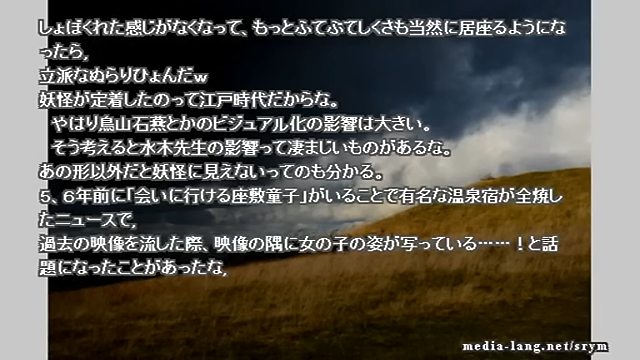 しょぼくれた感じがなくなって、もっとふてぶてしくさも当然に居座るようにな
ったら,
立派なぬらりひょんだｗ
妖怪が定着したのって江戸時代だからな。
　やはり鳥山石燕とかのビジュアル化の影響は大きい。
　そう考えると水木先生の影響って凄まじいものがあるな。
あの形以外だと妖怪に見えないってのも分かる。
５、６年前に「会いに行ける座敷童子」がいることで有名な温泉宿が全焼し
たニュースで,
過去の映像を流した際、映像の隅に女の子の姿が写っている……！と話
題になったことがあったな,
media-lang.net/srym